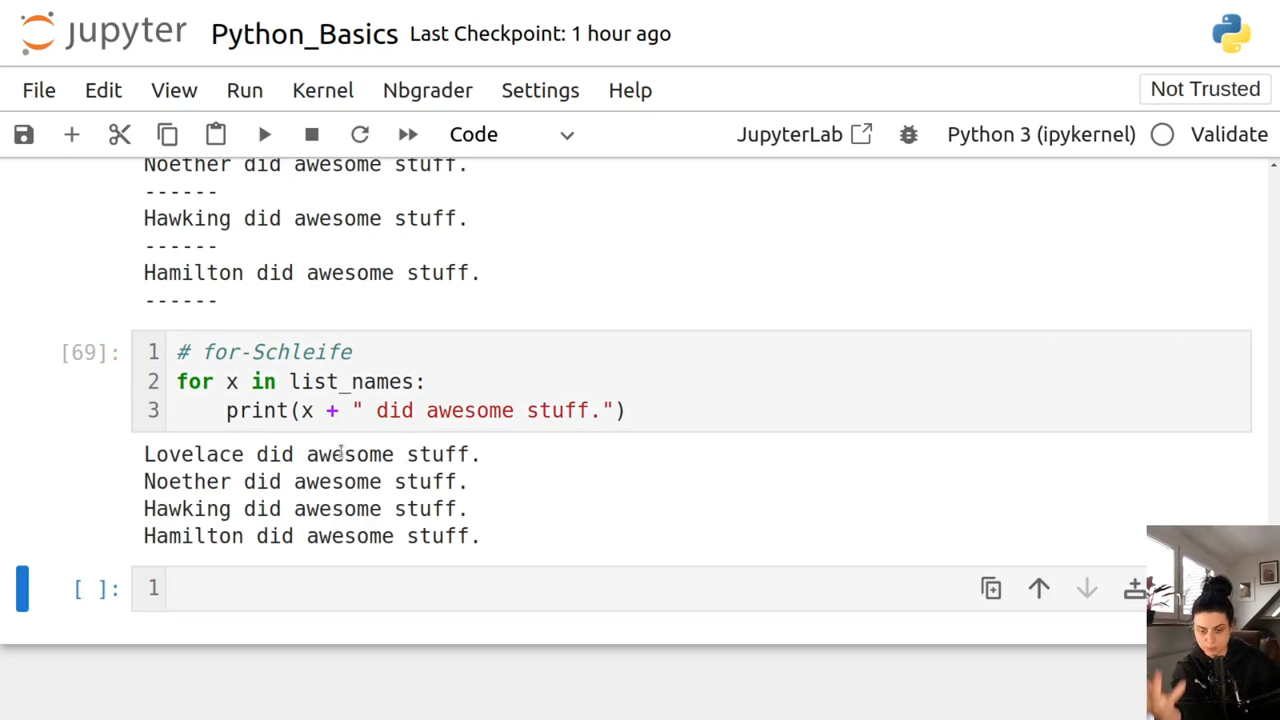 jupyter Python_Basics Last Checkpoint: 1 hour ago
File Edit View Run Kernel Nbgrader Settings Help Not Trusted
Code JupyterLab Python 3 (ipykernel) Validate
Noether did awesome stuff.
------
Hawking did awesome stuff.
------
Hamilton did awesome stuff.
------
[69]: 1 # for-Schleife
2 for x in list_names:
3 print(x + " did awesome stuff.")
Lovelace did awesome stuff.
Noether did awesome stuff.
Hawking did awesome stuff.
Hamilton did awesome stuff.
[ ]: 1